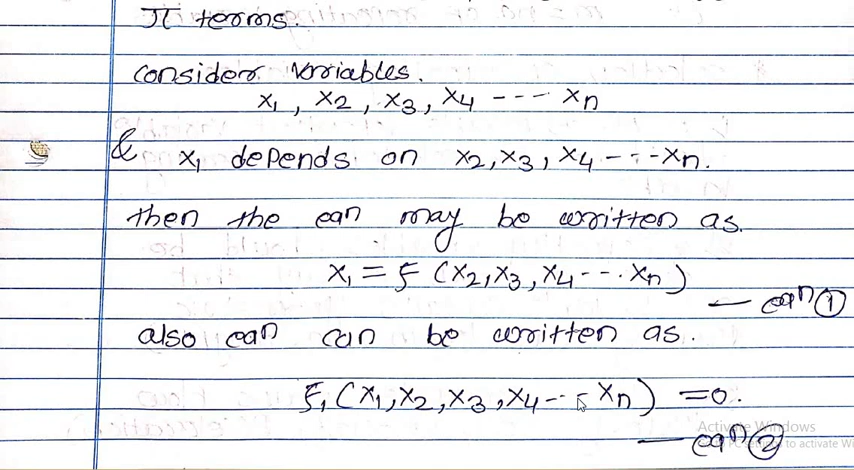 π terms.
consider variables.
x₁, x₂, x₃, x₄ --- xₙ
& x₁ depends on x₂, x₃, x₄ --- xₙ.
then the eqn may be written as.
x₁ = f (x₂, x₃, x₄ --- xₙ)
— eqⁿ ①
also eqn can be written as.
f₁ (x₁, x₂, x₃, x₄ --- xₙ) = 0.
Activate Windows
— eqⁿ ②
to activate Wi